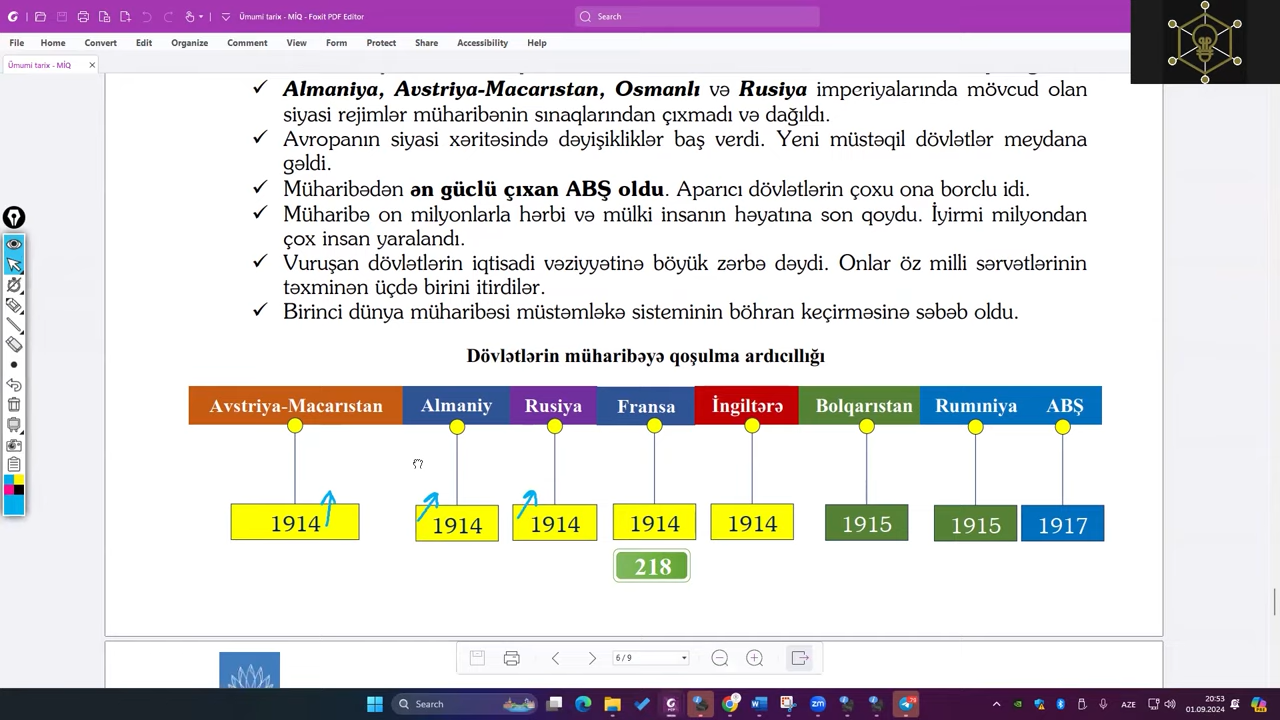 Ümumi tarix - MİQ - Foxit PDF Editor
Search
File Home Convert Edit Organize Comment View Form Protect Share Accessibility Help
Ümumi tarix - MİQ
✓ Almaniya, Avstriya-Macarıstan, Osmanlı və Rusiya imperiyalarında mövcud olan
siyasi rejimlər müharibənin sınaqlarından çıxmadı və dağıldı.
✓ Avropanın siyasi xəritəsində dəyişikliklər baş verdi. Yeni müstəqil dövlətlər meydana
gəldi.
✓ Müharibədən ən güclü çıxan ABŞ oldu. Aparıcı dövlətlərin çoxu ona borclu idi.
✓ Müharibə on milyonlarla hərbi və mülki insanın həyatına son qoydu. İyirmi milyondan
çox insan yaralandı.
✓ Vuruşan dövlətlərin iqtisadi vəziyyətinə böyük zərbə dəydi. Onlar öz milli sərvətlərinin
təxminən üçdə birini itirdilər.
✓ Birinci dünya müharibəsi müstəmləkə sisteminin böhran keçirməsinə səbəb oldu.
Dövlətlərin müharibəyə qoşulma ardıcıllığı
Avstriya-Macarıstan Almaniy Rusiya Fransa İngiltərə Bolqarıstan Rumıniya ABŞ
1914 1914 1914 1914 1914 1915 1915 1917
218
6 / 9
Search
AZE
20:53
01.09.2024